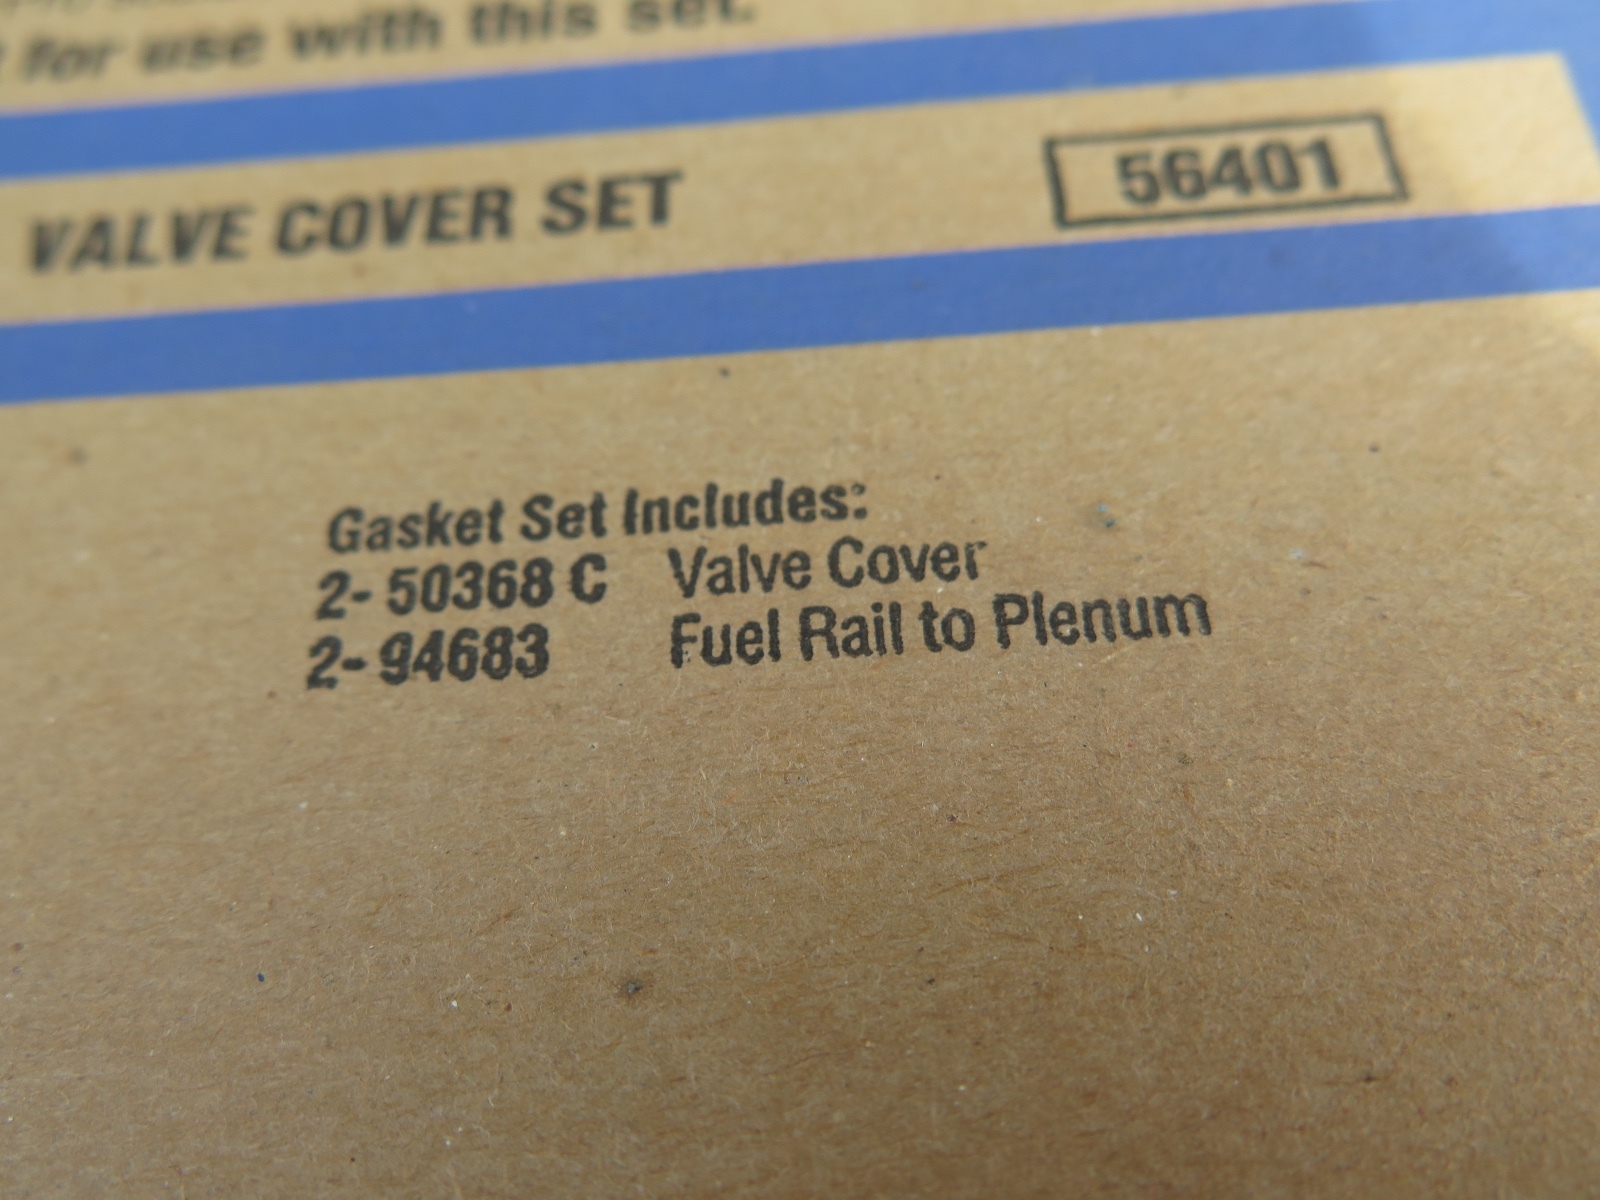 for use with this set.
VALVE COVER SET 56401
Gasket Set Includes:
2- 50368 C Valve Cover
2- 94683 Fuel Rail to Plenum